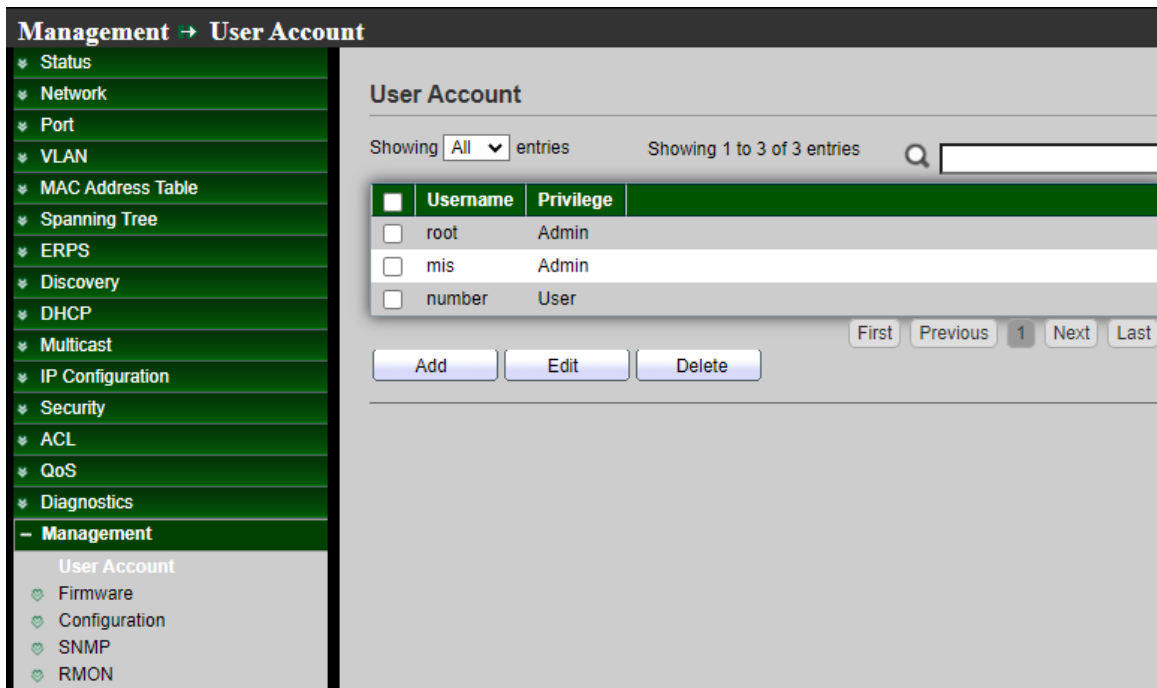 Management → User Account
Status
Network
Port
VLAN
MAC Address Table
Spanning Tree
ERPS
Discovery
DHCP
Multicast
IP Configuration
Security
ACL
QoS
Diagnostics
Management
User Account
Firmware
Configuration
SNMP
RMON
User Account
Showing All entries Showing 1 to 3 of 3 entries
Username Privilege
root Admin
mis Admin
number User
First Previous 1 Next Last
Add Edit Delete